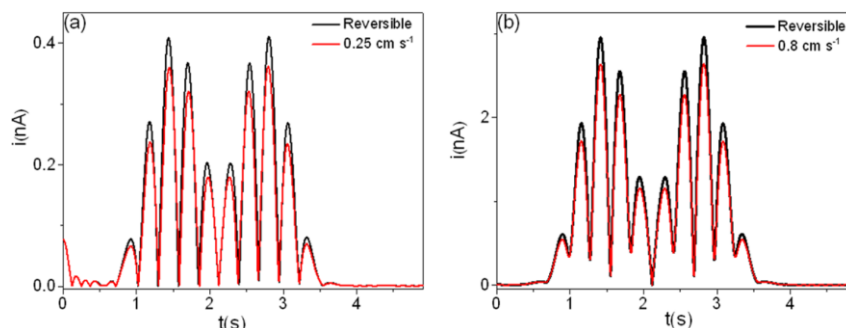 (a)
Reversible
0.25 cm s⁻¹
0.4
0.2
0.0
i(nA)
0 1 2 3 4
t(s)
(b)
Reversible
0.8 cm s⁻¹
2
0
i(nA)
0 1 2 3 4
t(s)